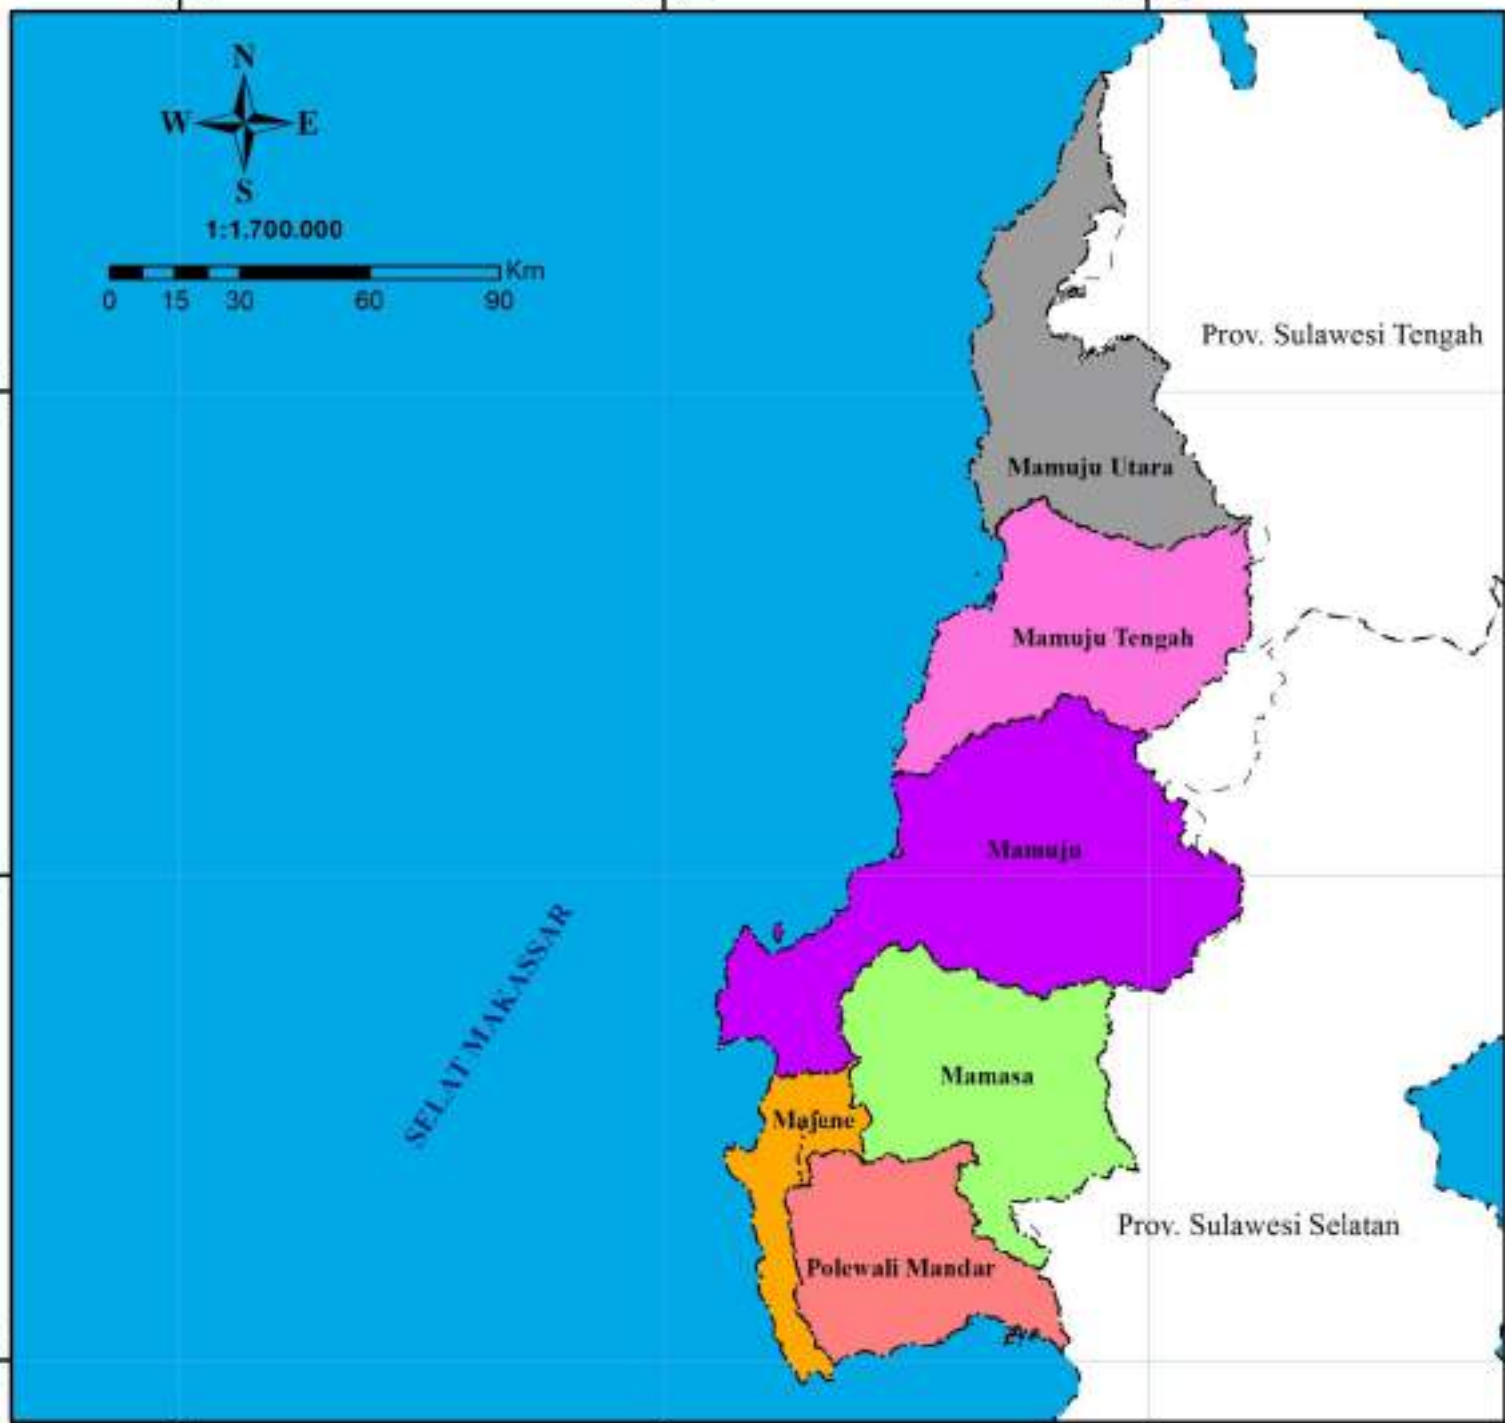 N
W E
S
1:1.700.000
Km
0 15 30 60 90
Prov. Sulawesi Tengah
Mamuju Utara
Mamuju Tengah
Mamuju
SELAT MAKASSAR
Mamasa
Majene
Prov. Sulawesi Selatan
Polewali Mandar